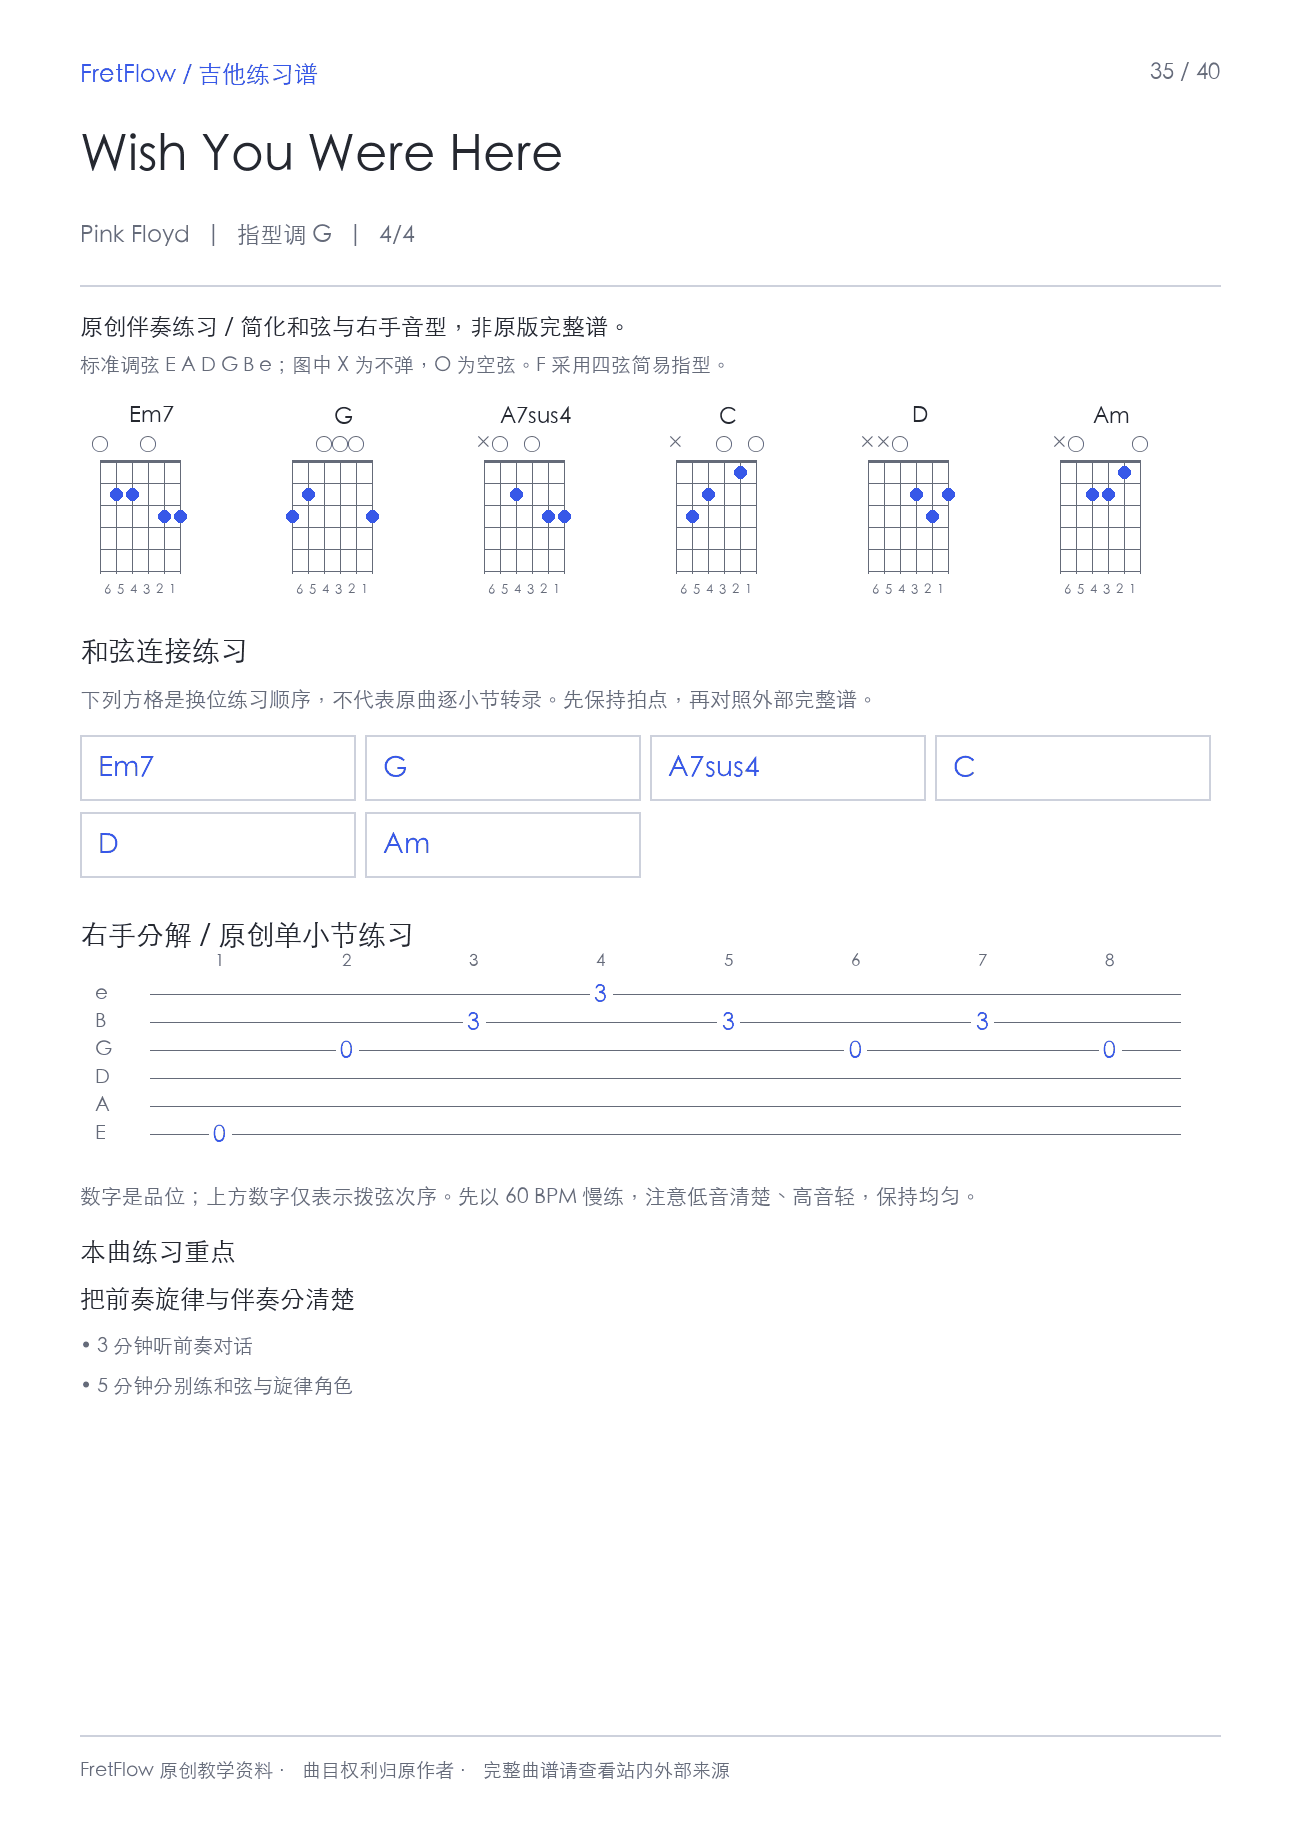 FretFlow / 吉他练习谱
35 / 40
Wish You Were Here
Pink Floyd | 指型调 G | 4/4
原创伴奏练习 / 简化和弦与右手音型，非原版完整谱。
标准调弦 E A D G B e；图中 X 为不弹，O 为空弦。F 采用四弦简易指型。
Em7 G A7sus4 C D Am
6 5 4 3 2 1 6 5 4 3 2 1 6 5 4 3 2 1 6 5 4 3 2 1 6 5 4 3 2 1 6 5 4 3 2 1
和弦连接练习
下列方格是换位练习顺序，不代表原曲逐小节转录。先保持拍点，再对照外部完整谱。
Em7 G A7sus4 C
D Am
右手分解 / 原创单小节练习
1 2 3 4 5 6 7 8
e 3
B 3 3 3
G 0 0 0
D
A
E 0
数字是品位；上方数字仅表示拨弦次序。先以 60 BPM 慢练，注意低音清楚、高音轻，保持均匀。
本曲练习重点
把前奏旋律与伴奏分清楚
• 3 分钟听前奏对话
• 5 分钟分别练和弦与旋律角色
FretFlow 原创教学资料 · 曲目权利归原作者 · 完整曲谱请查看站内外部来源